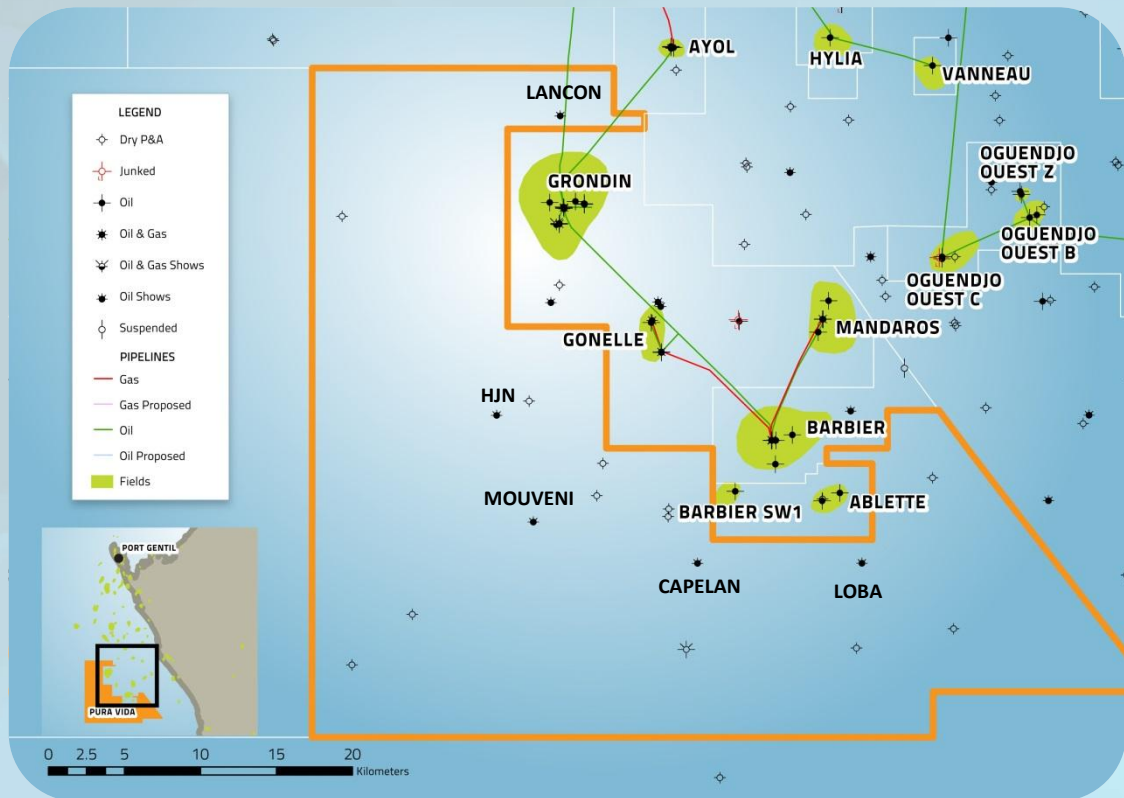 AYOL
HYLIA
VANNEAU
LEGEND
Dry P&A
Junked
Oil
Oil & Gas
Oil & Gas Shows
Oil Shows
Suspended
PIPELINES
Gas
Gas Proposed
Oil
Oil Proposed
Fields
LANCON
GRONDIN
OGUENDJO
OUEST Z
OGUENDJO
OUEST B
OGUENDJO
OUEST C
GONELLE
MANDAROS
HJN
BARBIER
MOUVENI
BARBIER SW1
ABLETTE
CAPELAN
LOBA
PORT GENTIL
PURA VIDA
0 2.5 5 10 15 20
Kilometers